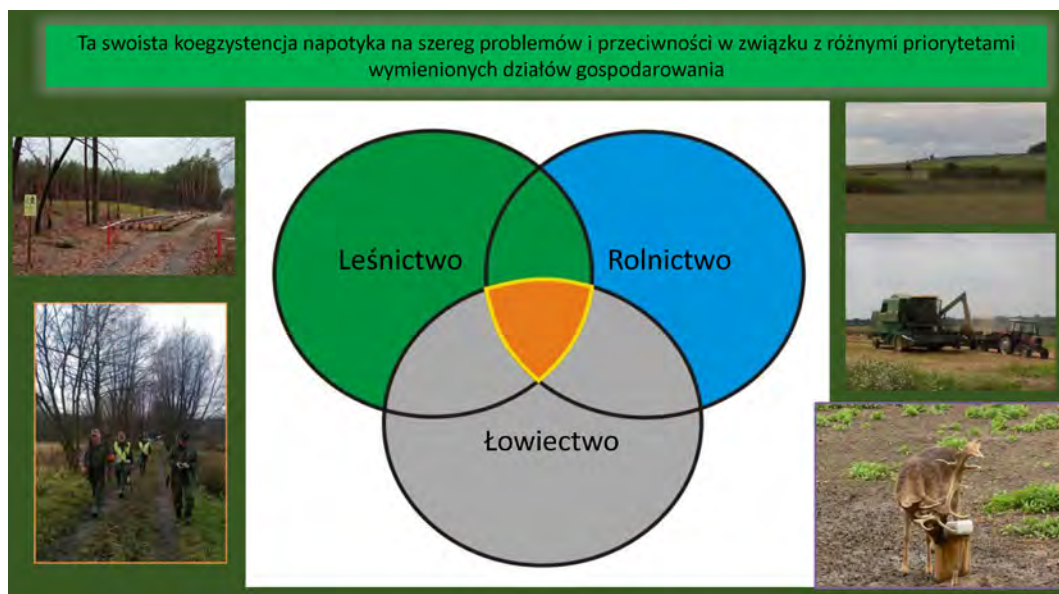 Ta swoista koegzystencja napotyka na szereg problemów i przeciwności w związku z różnymi priorytetami
wymienionych działów gospodarowania
Leśnictwo
Rolnictwo
Łowiectwo